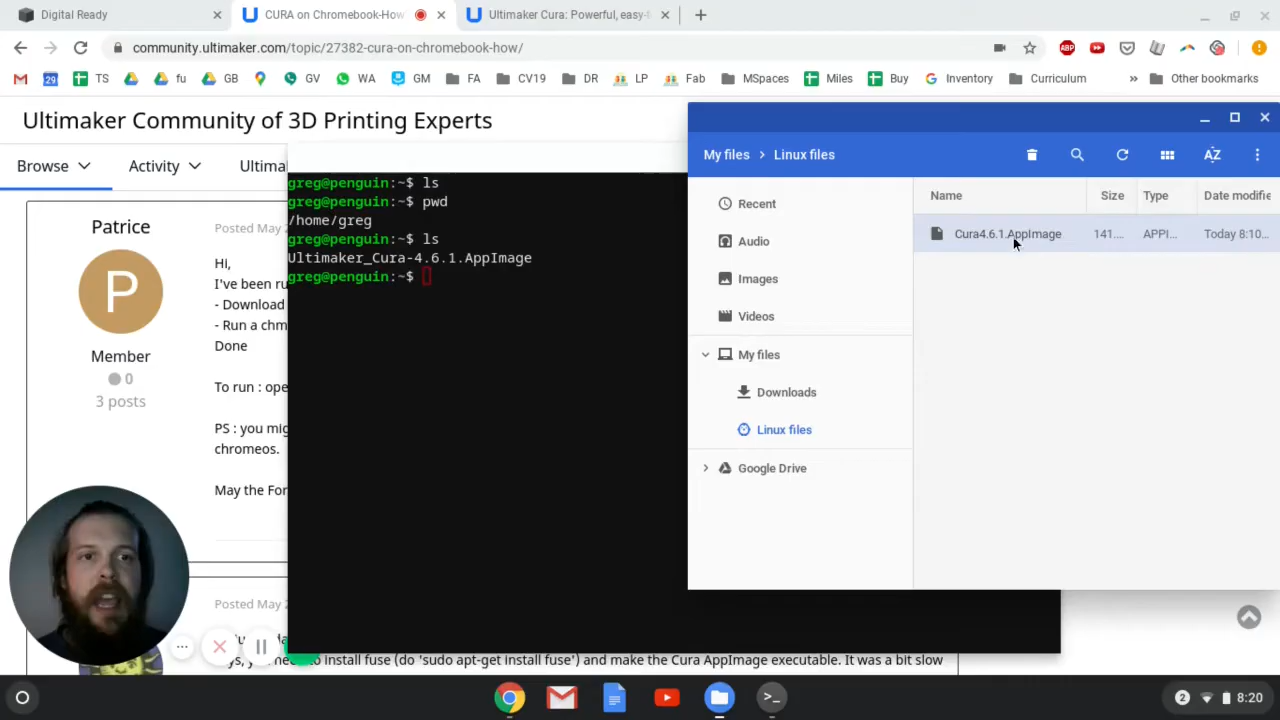 Digital Ready
CURA on Chromebook-How
Ultimaker Cura: Powerful, easy-
community.ultimaker.com/topic/27382-cura-on-chromebook-how/
ABP
TS
fu
GB
GV
WA
GM
FA
CV19
DR
LP
Fab
MSpaces
Miles
Buy
Inventory
Curriculum
»
Other bookmarks
Ultimaker Community of 3D Printing Experts
Browse
Activity
Ultima
Patrice
P
Member
0
3 posts
Posted May
Hi,
I've been ru
- Download
- Run a chm
Done
To run : ope
PS : you mig
chromeos.
May the For
Posted May
install fuse (do 'sudo apt-get install fuse') and make the Cura AppImage executable. It was a bit slow
greg@penguin:~$ ls
greg@penguin:~$ pwd
/home/greg
greg@penguin:~$ ls
Ultimaker_Cura-4.6.1.AppImage
greg@penguin:~$
My files > Linux files
AZ
Recent
Audio
Images
Videos
My files
Downloads
Linux files
Google Drive
Name Size Type Date modifie
Cura4.6.1.AppImage 141... APPI... Today 8:10...
2
8:20